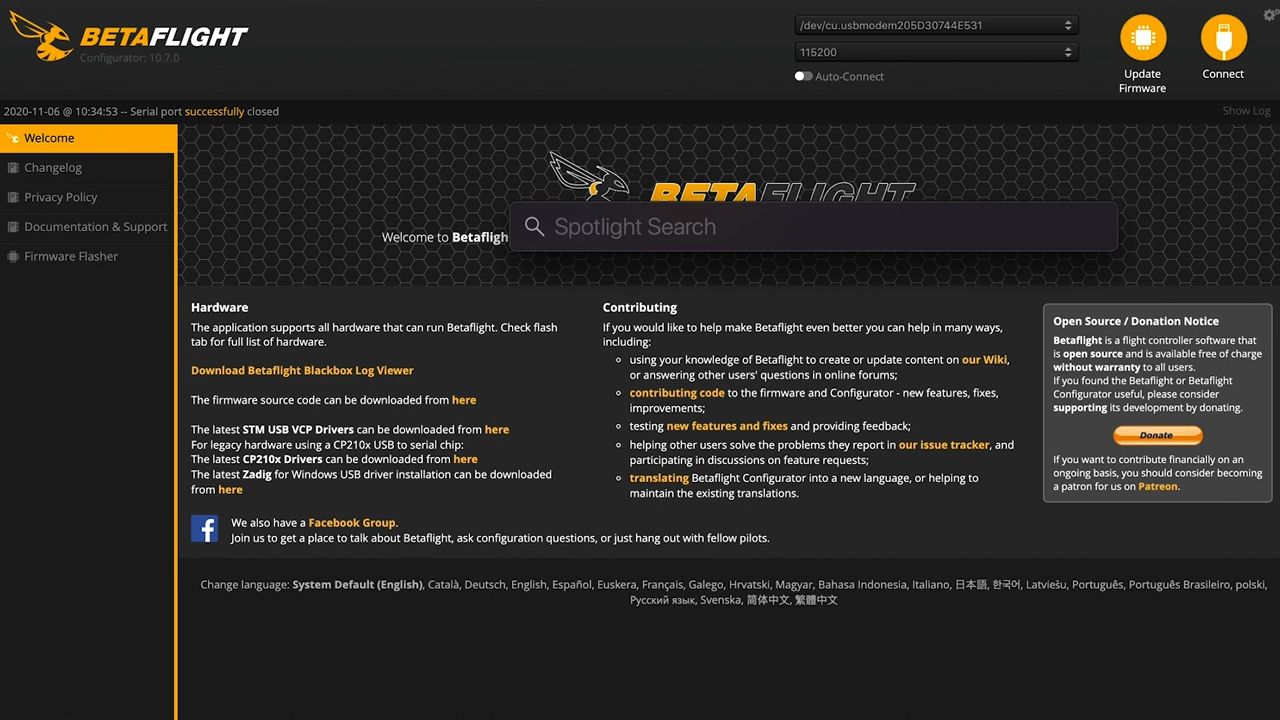 BETAFLIGHT
Configurator: 10.7.0
/dev/cu.usbmodem205D30744E531
115200
Auto-Connect
Update
Firmware
Connect
2020-11-06 @ 10:34:53 -- Serial port successfully closed
Show Log
Welcome
Changelog
Privacy Policy
Documentation & Support
Firmware Flasher
BETAFLIGHT
Welcome to Betafligh
Spotlight Search
Hardware
The application supports all hardware that can run Betaflight. Check flash
tab for full list of hardware.
Download Betaflight Blackbox Log Viewer
The firmware source code can be downloaded from here
The latest STM USB VCP Drivers can be downloaded from here
For legacy hardware using a CP210x USB to serial chip:
The latest CP210x Drivers can be downloaded from here
The latest Zadig for Windows USB driver installation can be downloaded
from here
Contributing
If you would like to help make Betaflight even better you can help in many ways,
including:
using your knowledge of Betaflight to create or update content on our Wiki,
or answering other users' questions in online forums;
contributing code to the firmware and Configurator - new features, fixes,
improvements;
testing new features and fixes and providing feedback;
helping other users solve the problems they report in our issue tracker, and
participating in discussions on feature requests;
translating Betaflight Configurator into a new language, or helping to
maintain the existing translations.
Open Source / Donation Notice
Betaflight is a flight controller software that
is open source and is available free of charge
without warranty to all users.
If you found the Betaflight or Betaflight
Configurator useful, please consider
supporting its development by donating.
Donate
If you want to contribute financially on an
ongoing basis, you should consider becoming
a patron for us on Patreon.
We also have a Facebook Group.
Join us to get a place to talk about Betaflight, ask configuration questions, or just hang out with fellow pilots.
Change language: System Default (English), Català, Deutsch, English, Español, Euskera, Français, Galego, Hrvatski, Magyar, Bahasa Indonesia, Italiano, 日本語, 한국어, Latviešu, Português, Português Brasileiro, polski,
Русский язык, Svenska, 简体中文, 繁體中文